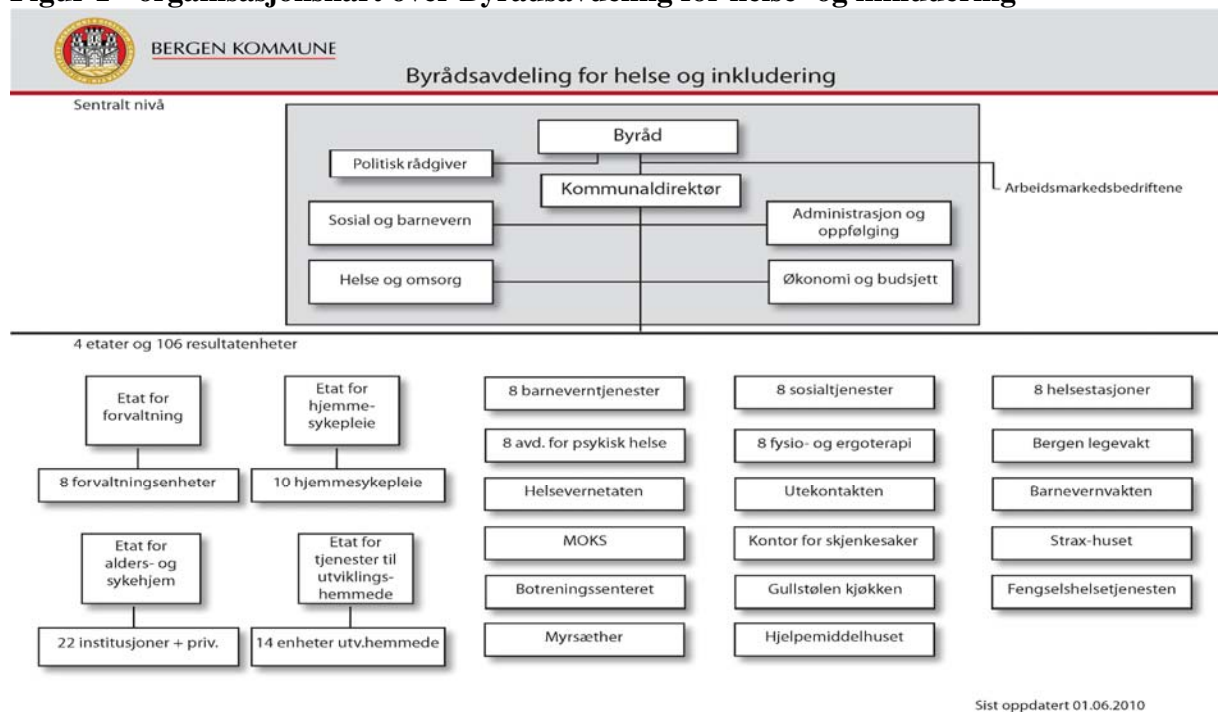 Figur 1 - organisasjonskart over Byrådsavdeling for helse- og inkludering
BERGEN KOMMUNE
Byrådsavdeling for helse og inkludering
Sentralt nivå
Byråd
Politisk rådgiver
Kommunaldirektør
Arbeidsmarkedsbedriftene
Sosial og barnevern
Administrasjon og
oppfølging
Helse og omsorg
Økonomi og budsjett
4 etater og 106 resultatenheter
Etat for
forvaltning
8 forvaltningsenheter
Etat for
hjemme-
sykepleie
10 hjemmesykepleie
Etat for
alders- og
sykehjem
22 institusjoner + priv.
Etat for
tjenester til
utviklings-
hemmede
14 enheter utv.hemmede
8 barneverntjenester
8 avd. for psykisk helse
Helsevernetaten
MOKS
Botreningssenteret
Myrsæther
8 sosialtjenester
8 fysio- og ergoterapi
Utekontakten
Kontor for skjenkesaker
Gullstølen kjøkken
Hjelpemiddelhuset
8 helsestasjoner
Bergen legevakt
Barnevernvakten
Strax-huset
Fengselshelsetjenesten
Sist oppdatert 01.06.2010